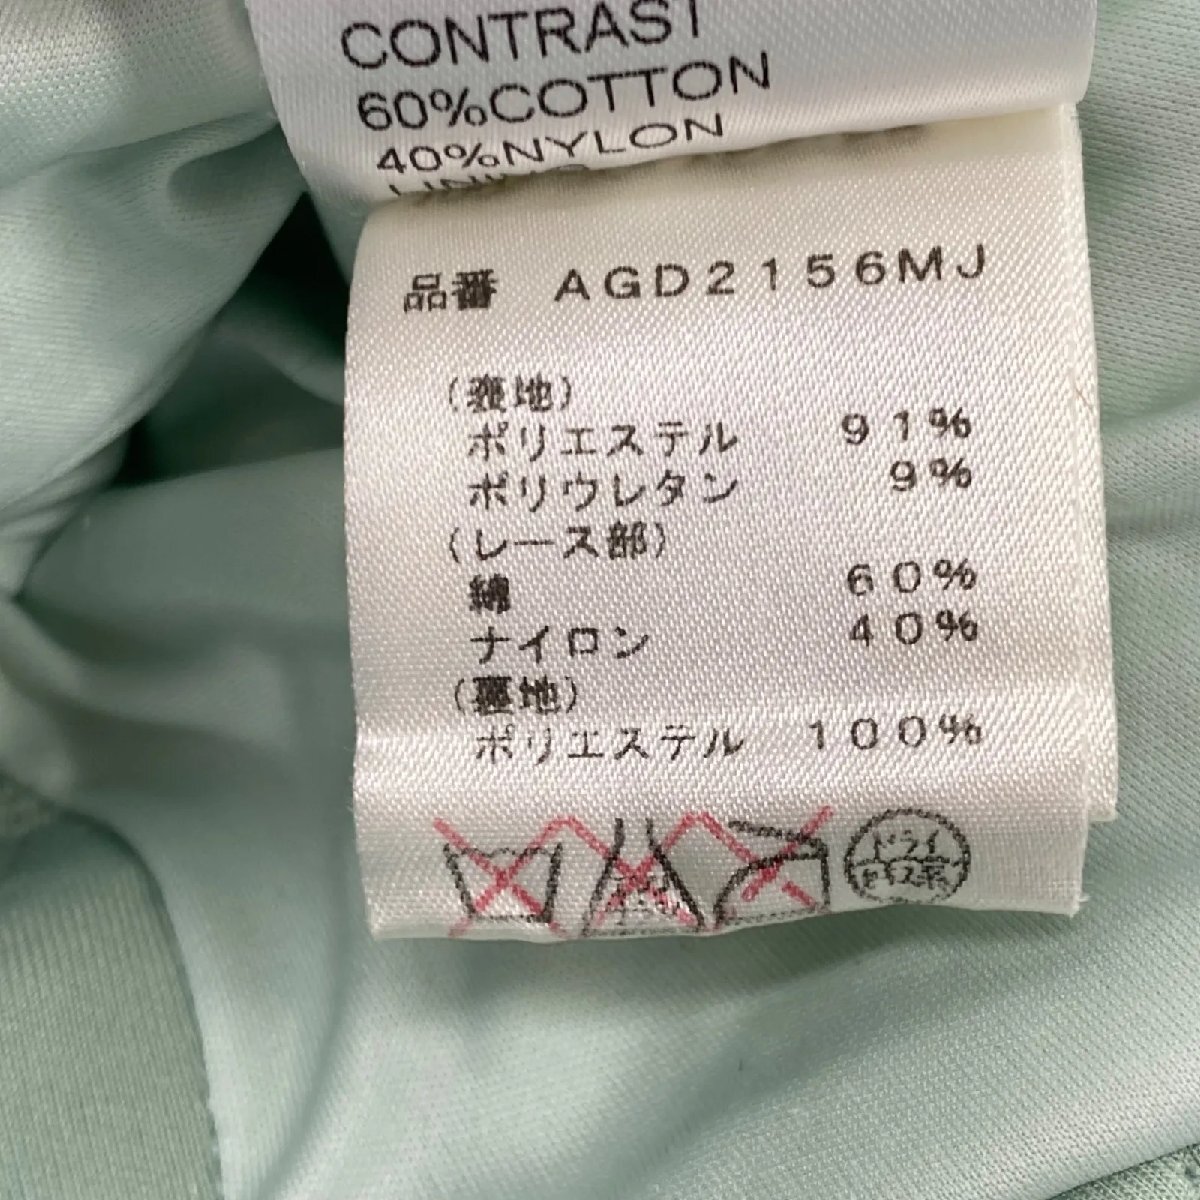 CONTRAST
60%COTTON
40%NYLON
品番 AGD2156MJ
(表地)
ポリエステル 91%
ポリウレタン 9%
(レース部)
綿 60%
ナイロン 40%
(裏地)
ポリエステル 100%
ドライ